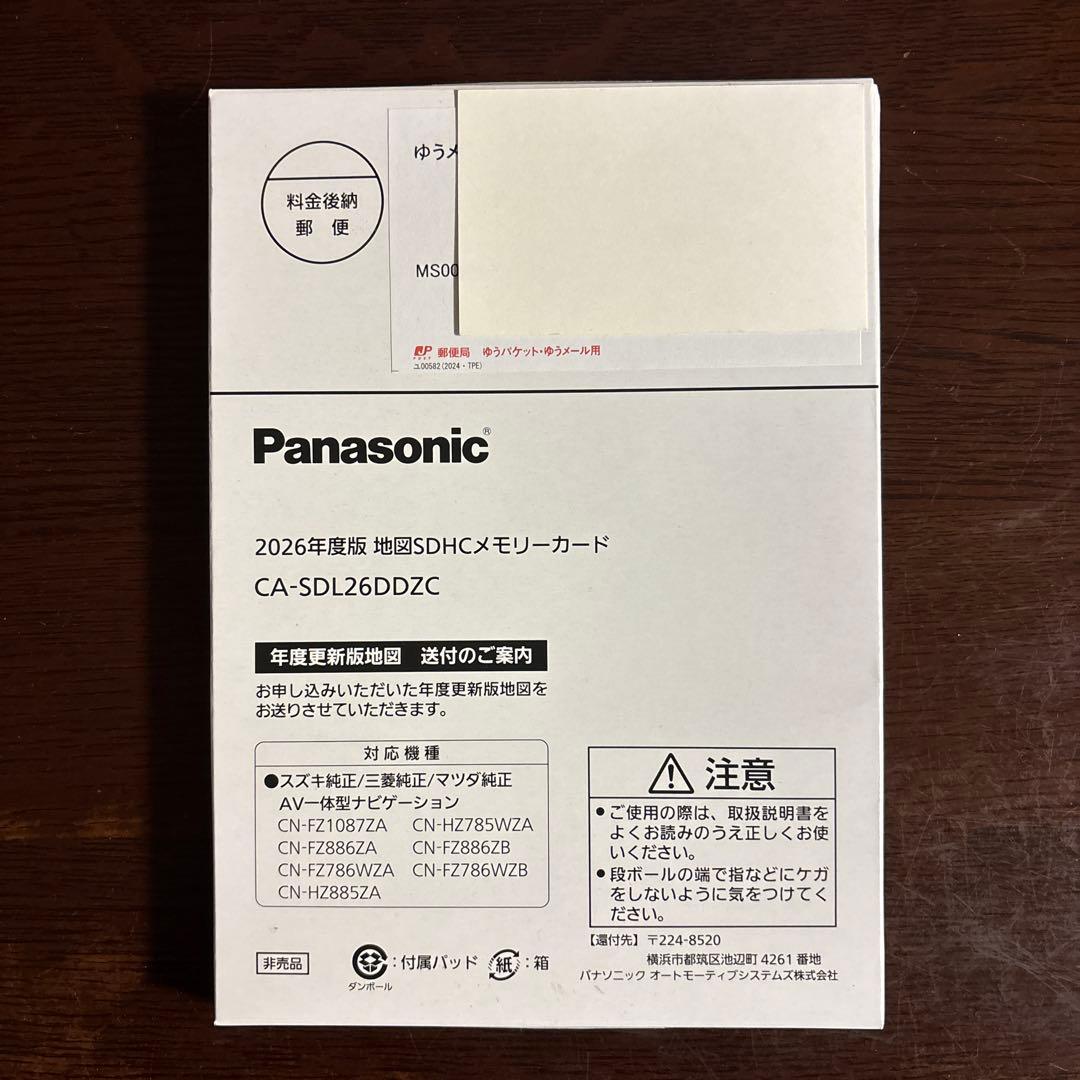 料金後納
郵便
ゆうメ
MS00
JP POST 郵便局 ゆうパケット・ゆうメール用
ユ00582(2024・TPE)
Panasonic®
2026年度版 地図SDHCメモリーカード
CA-SDL26DDZC
年度更新版地図 送付のご案内
お申し込みいただいた年度更新版地図を
お送りさせていただきます。
対応機種
●スズキ純正/三菱純正/マツダ純正
AV一体型ナビゲーション
CN-FZ1087ZA CN-HZ785WZA
CN-FZ886ZA CN-FZ886ZB
CN-FZ786WZA CN-FZ786WZB
CN-HZ885ZA
注意
●ご使用の際は、取扱説明書を
よくお読みのうえ正しくお使
いください。
●段ボールの端で指などにケガ
をしないように気をつけてく
ださい。
【還付先】〒224-8520
横浜市都筑区池辺町4261番地
パナソニック オートモーティブシステムズ株式会社
非売品
ダンボール
:付属パッド
紙:箱